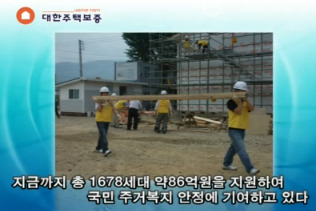 대한주택보증
지금까지 총 1678세대 약86억원을 지원하여
국민 주거복지 안정에 기여하고 있다